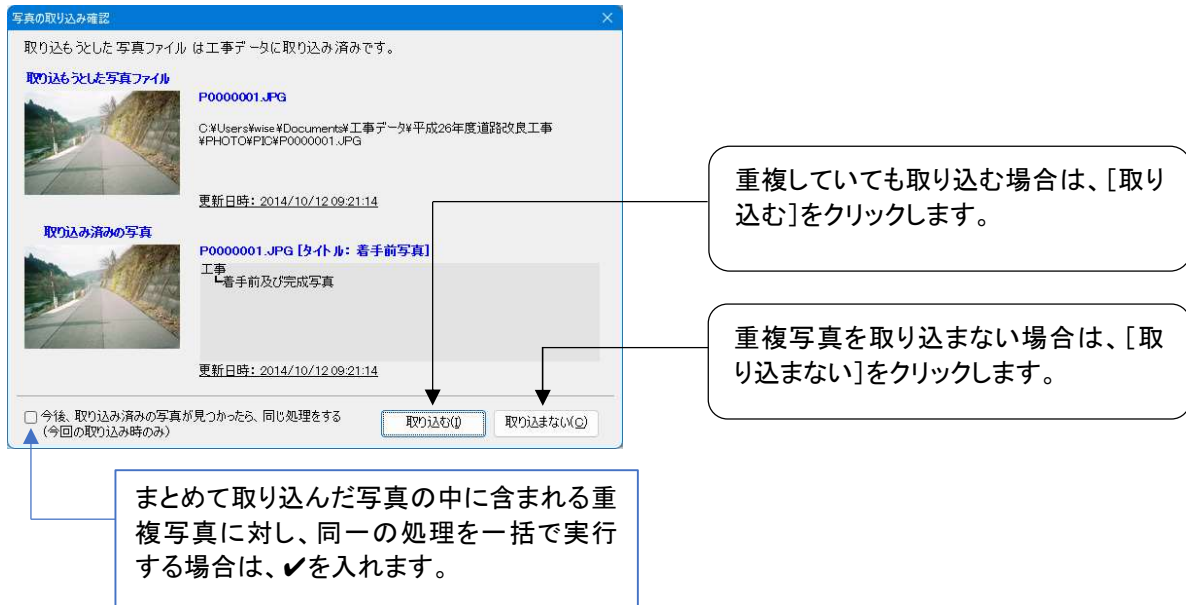 写真の取り込み確認
取り込もうとした写真ファイル は工事データに取り込み済みです。
取り込もうとした写真ファイル
P0000001.JPG
C:¥Users¥wise¥Documents¥工事データ¥平成26年度道路改良工事
¥PHOTO¥PIC¥P0000001.JPG
更新日時: 2014/10/12 09:21:14
取り込み済みの写真
P0000001.JPG [タイトル: 着手前写真]
工事
┗着手前及び完成写真
更新日時: 2014/10/12 09:21:14
今後、取り込み済みの写真が見つかったら、同じ処理をする
(今回の取り込み時のみ)
取り込む(I)
取り込まない(C)
重複していても取り込む場合は、[取り
込む]をクリックします。
重複写真を取り込まない場合は、[取
り込まない]をクリックします。
まとめて取り込んだ写真の中に含まれる重
複写真に対し、同一の処理を一括で実行
する場合は、✔を入れます。